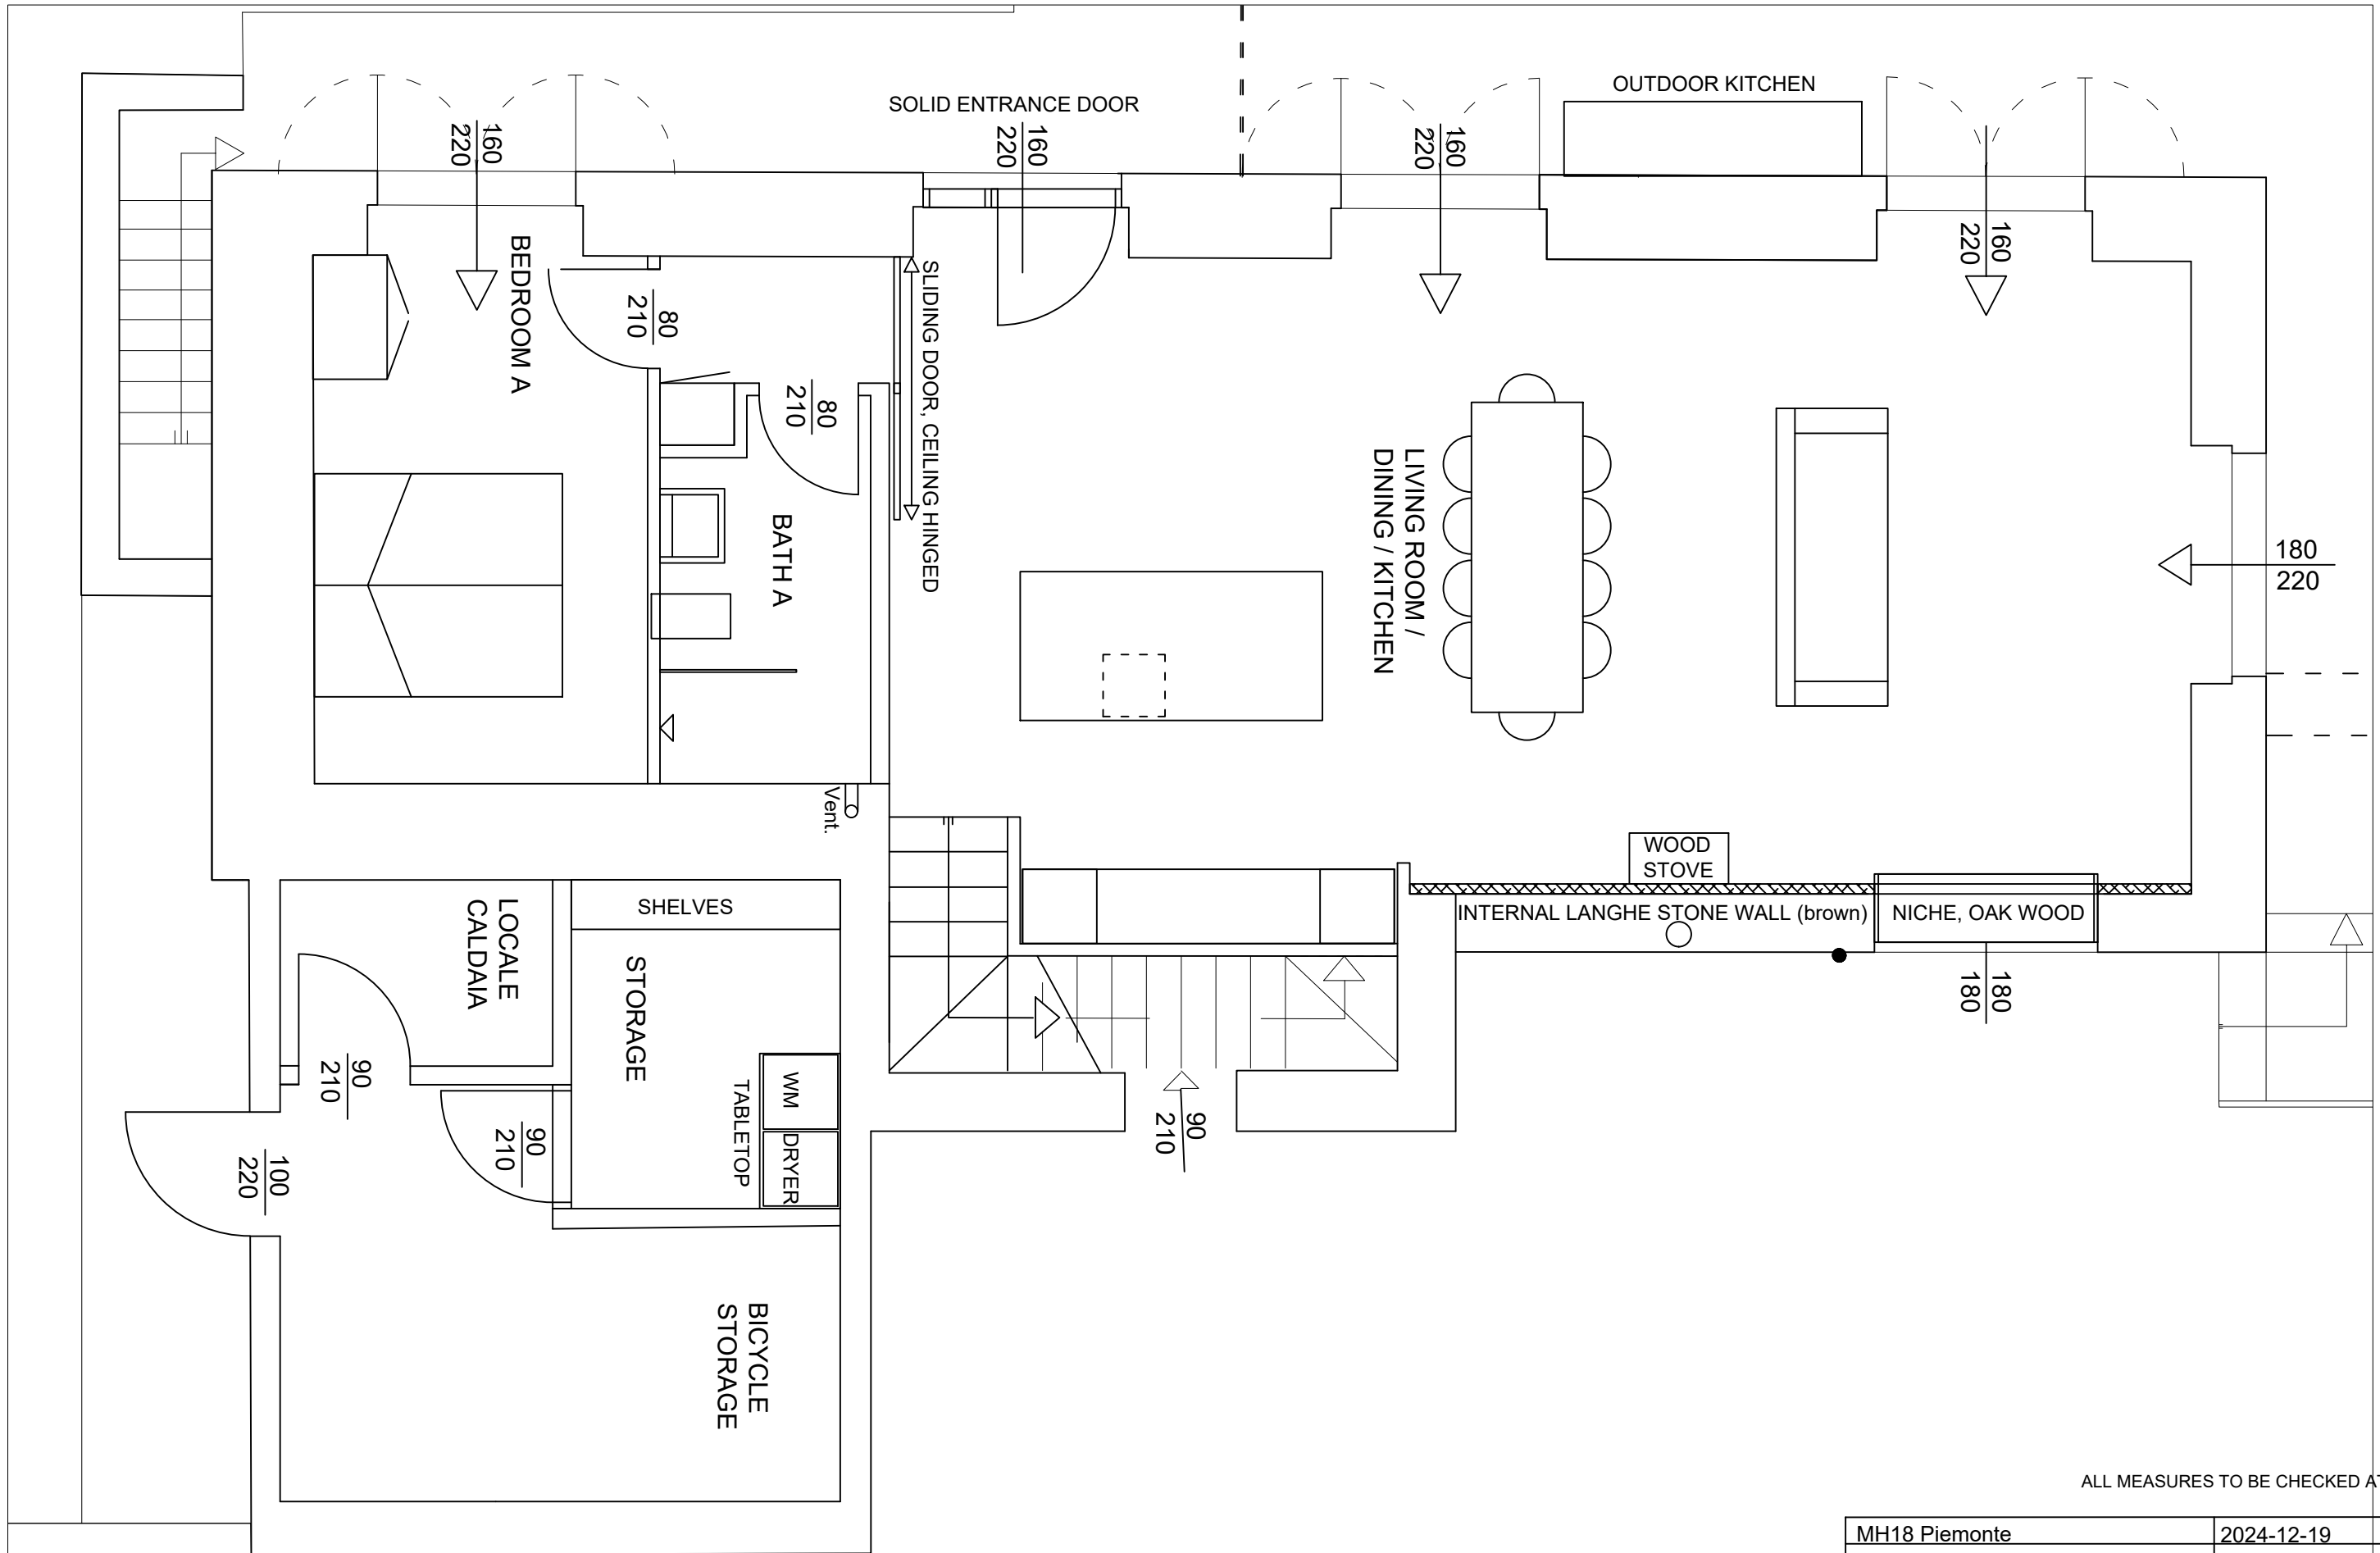 OUTDOOR KITCHEN
SOLID ENTRANCE DOOR
160
220
160
220
160
220
160
220
BEDROOM A
80
210
SLIDING DOOR, CEILING HINGED
80
210
BATH A
LIVING ROOM /
DINING / KITCHEN
180
220
Vent.
WOOD
STOVE
INTERNAL LANGHE STONE WALL (brown)
NICHE, OAK WOOD
180
180
LOCALE
CALDAIA
SHELVES
STORAGE
90
210
WM
DRYER
TABLETOP
90
210
90
210
100
220
BICYCLE
STORAGE
ALL MEASURES TO BE CHECKED AT
MH18 Piemonte
2024-12-19